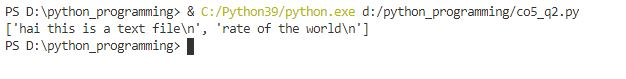 PS D:\python_programming> & C:/Python39/python.exe d:/python_programming/co5_q2.py
['hai this is a text file\n', 'rate of the world\n']
PS D:\python_programming>